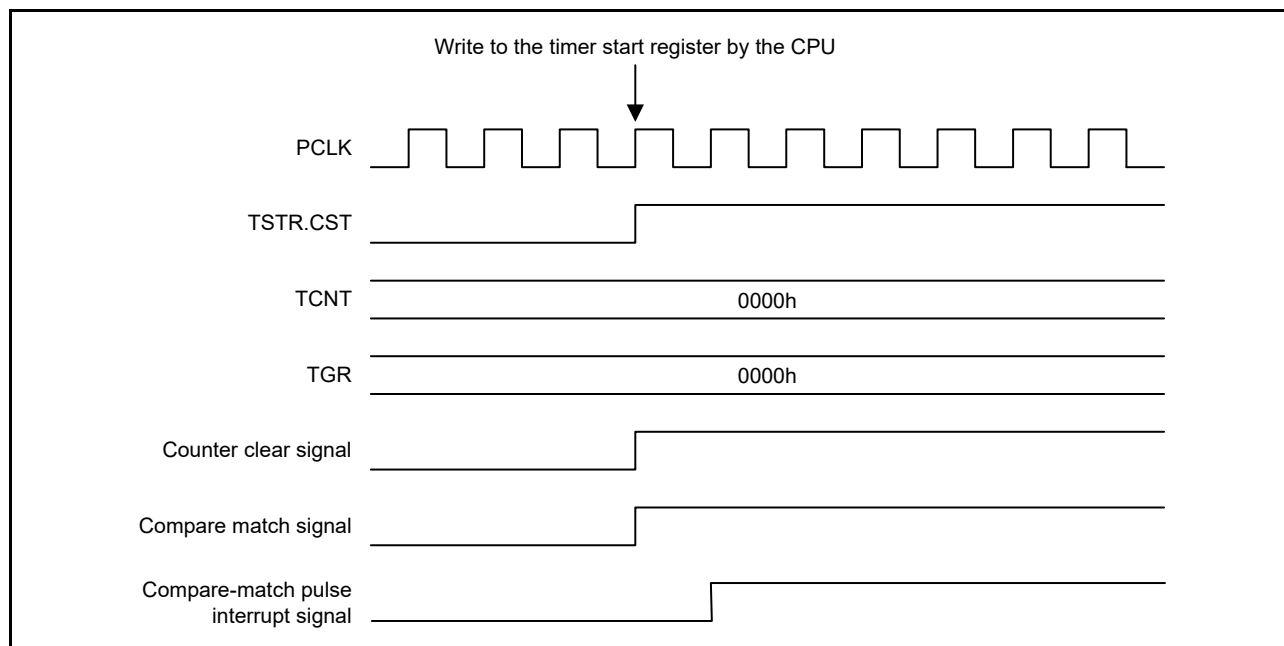 Write to the timer start register by the CPU
PCLK
TSTR.CST
TCNT
0000h
TGR
0000h
Counter clear signal
Compare match signal
Compare-match pulse
interrupt signal